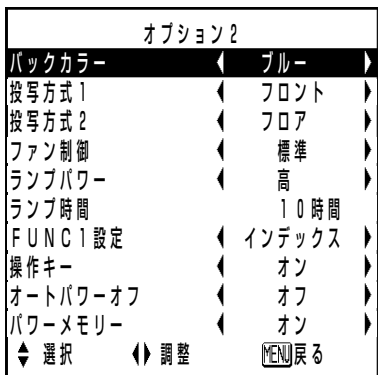 オプション2
バックカラー ブルー
投写方式1 フロント
投写方式2 フロア
ファン制御 標準
ランプパワー 高
ランプ時間 10時間
FUNC1設定 インデックス
操作キー オン
オートパワーオフ オフ
パワーメモリー オン
選択 調整 MENU戻る